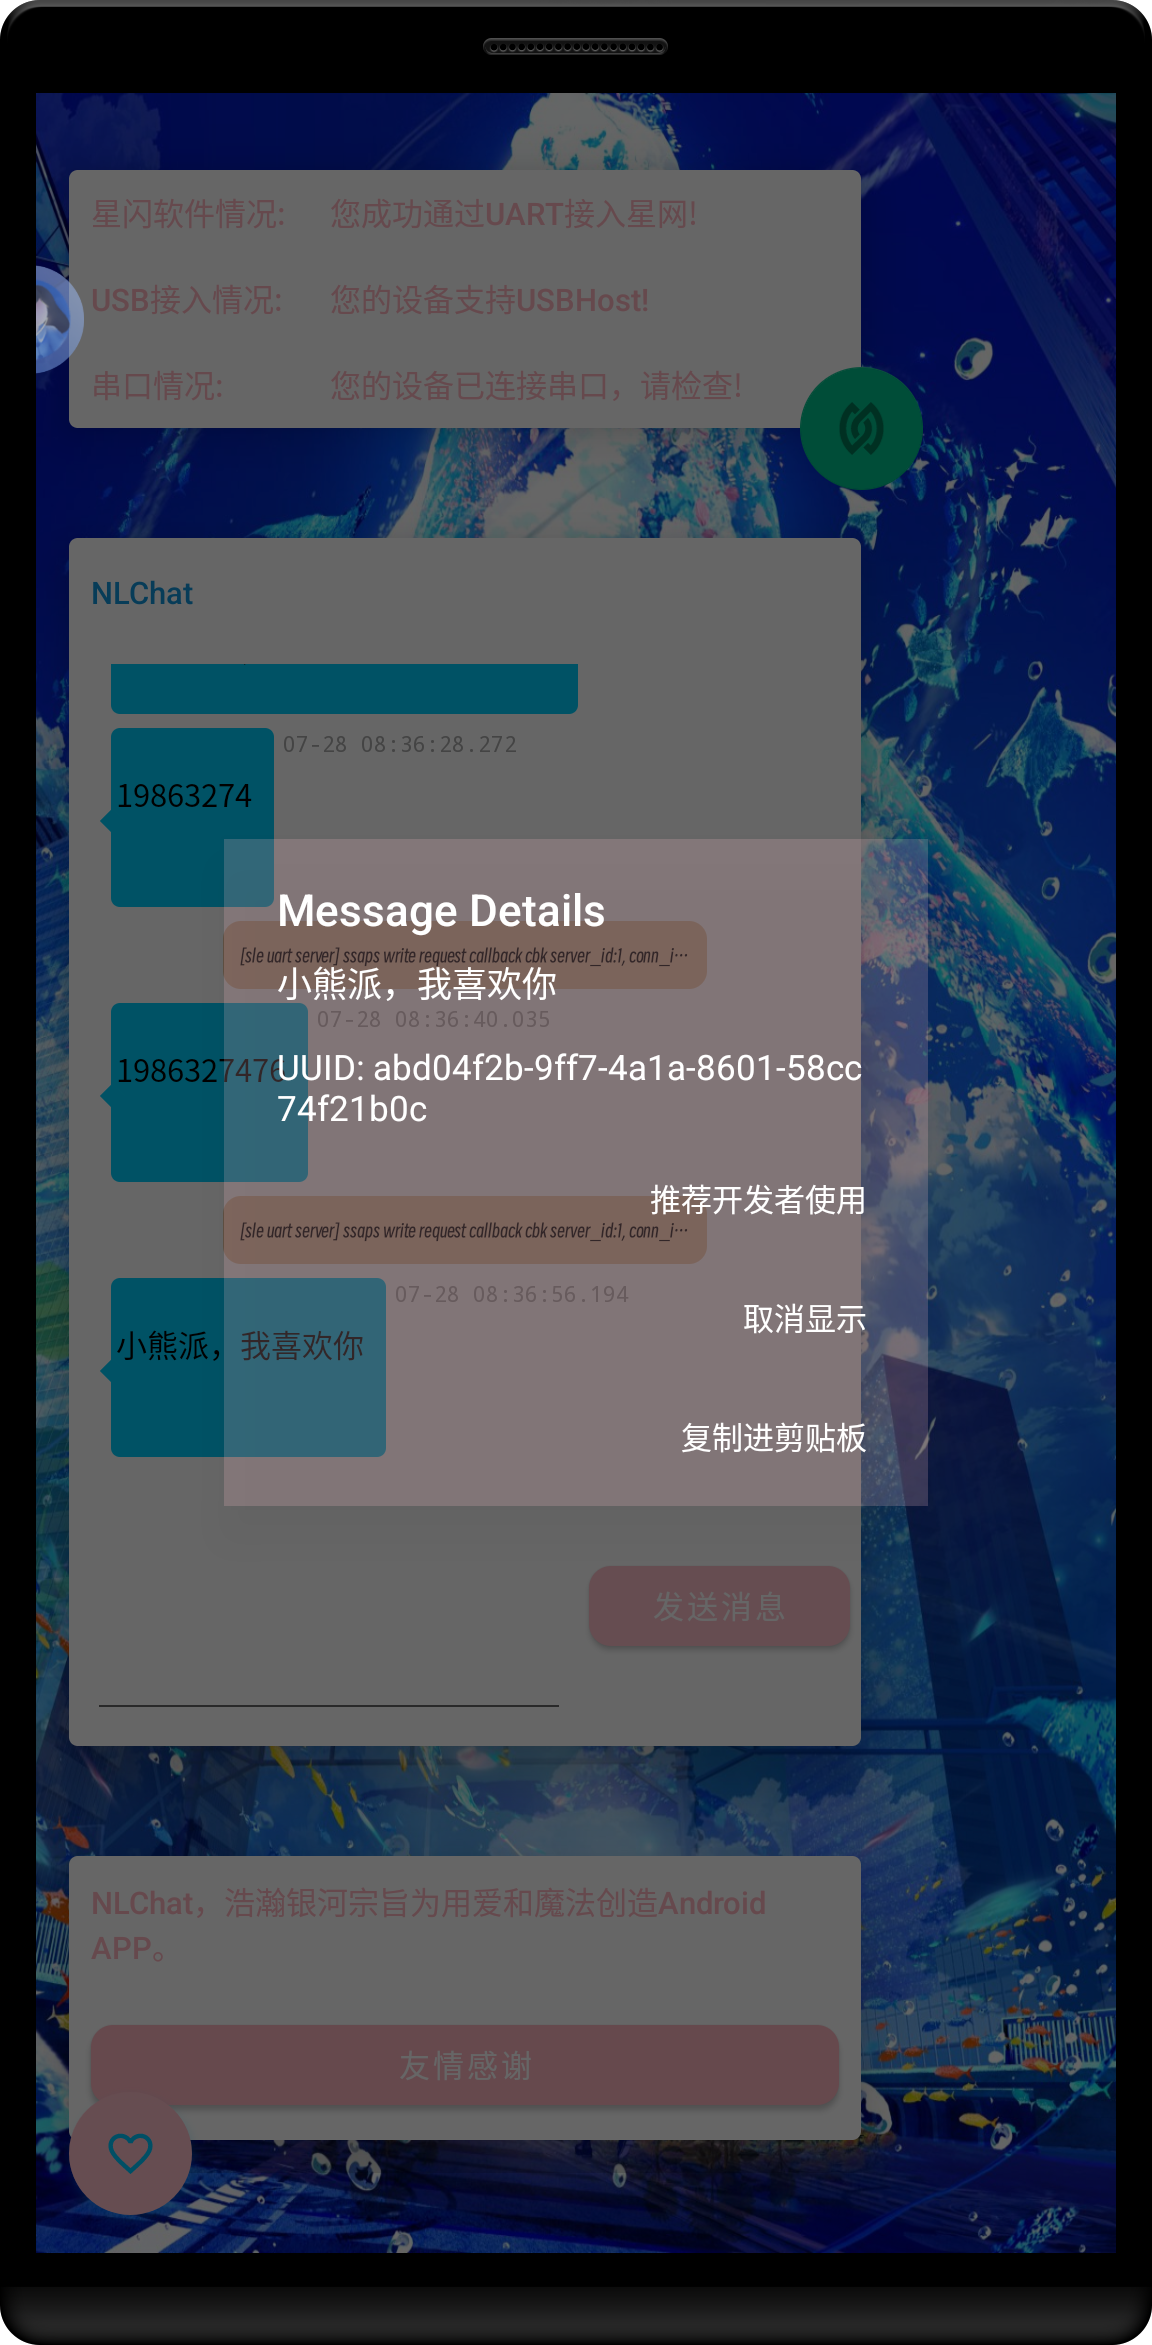 星闪软件情况: 您成功通过UART接入星网!
USB接入情况: 您的设备支持USBHost!
串口情况: 您的设备已连接串口，请检查!
NLChat
07-28 08:36:28.272
19863274
Message Details
[sle uart server] ssaps write request callback cbk server_id:1, conn_i…
小熊派，我喜欢你
07-28 08:36:40.035
1986327476
UUID: abd04f2b-9ff7-4a1a-8601-58cc
74f21b0c
推荐开发者使用
[sle uart server] ssaps write request callback cbk server_id:1, conn_i…
07-28 08:36:56.194
取消显示
小熊派，我喜欢你
复制进剪贴板
发送消息
NLChat，浩瀚银河宗旨为用爱和魔法创造Android
APP。
友情感谢